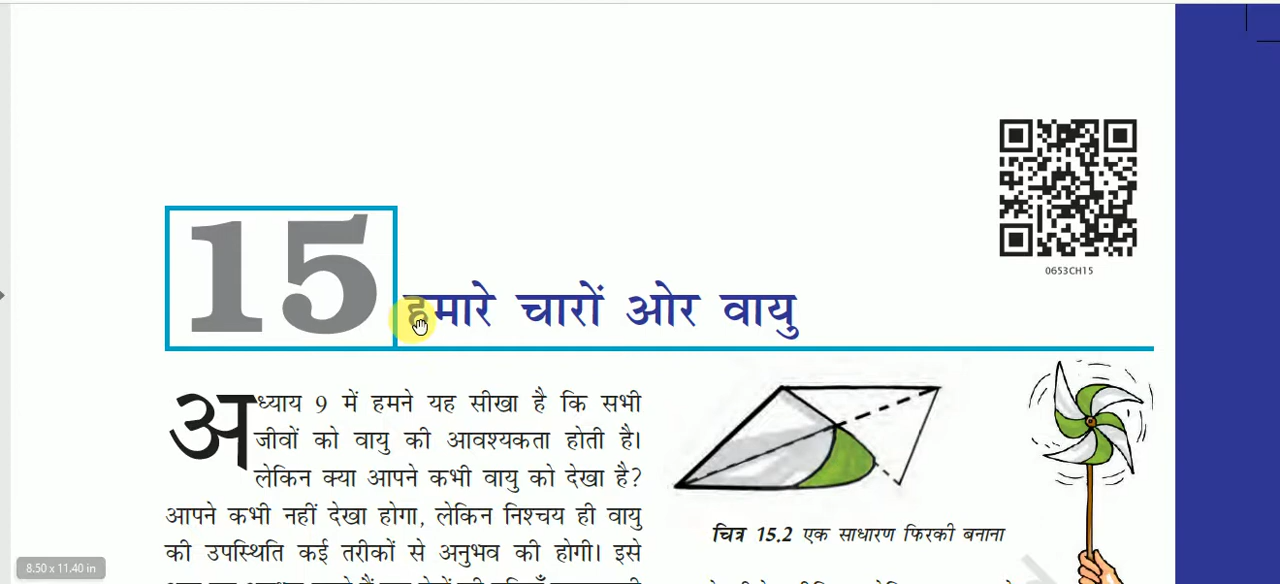 0653CH15
15
हमारे चारों ओर वायु
अध्याय 9 में हमने यह सीखा है कि सभी
जीवों को वायु की आवश्यकता होती है।
लेकिन क्या आपने कभी वायु को देखा है?
आपने कभी नहीं देखा होगा, लेकिन निश्चय ही वायु
की उपस्थिति कई तरीकों से अनुभव की होगी। इसे
चित्र 15.2 एक साधारण फिरकी बनाना
8.50 x 11.40 in